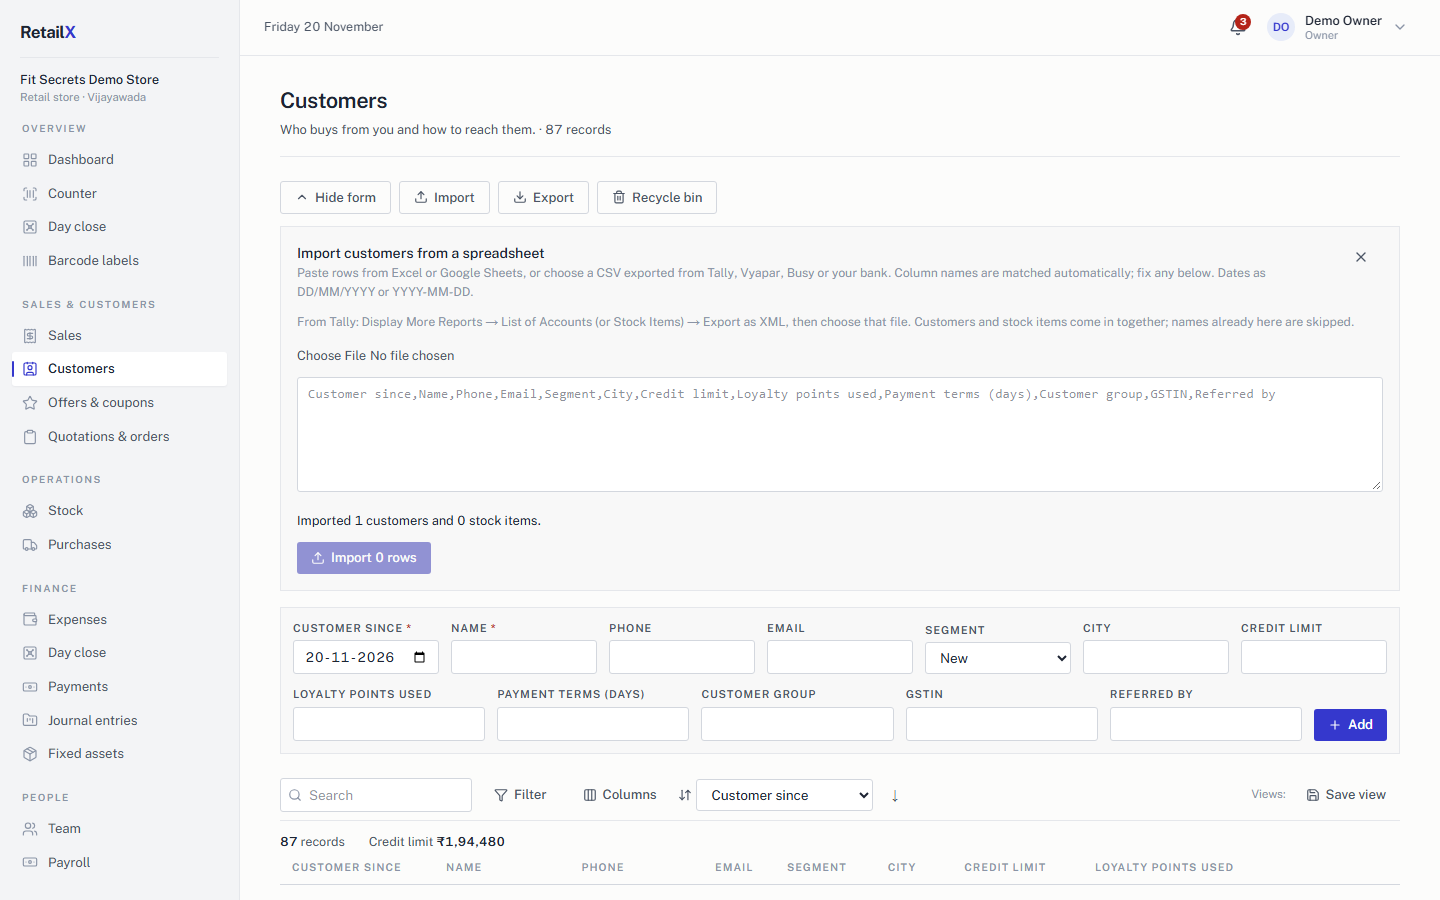 RetailX
Fit Secrets Demo Store
Retail store · Vijayawada
OVERVIEW
Dashboard
Counter
Day close
Barcode labels
SALES & CUSTOMERS
Sales
Customers
Offers & coupons
Quotations & orders
OPERATIONS
Stock
Purchases
FINANCE
Expenses
Day close
Payments
Journal entries
Fixed assets
PEOPLE
Team
Payroll
Friday 20 November
3
DO
Demo Owner
Owner
Customers
Who buys from you and how to reach them. · 87 records
Hide form
Import
Export
Recycle bin
Import customers from a spreadsheet
Paste rows from Excel or Google Sheets, or choose a CSV exported from Tally, Vyapar, Busy or your bank. Column names are matched automatically; fix any below. Dates as
DD/MM/YYYY or YYYY-MM-DD.
From Tally: Display More Reports → List of Accounts (or Stock Items) → Export as XML, then choose that file. Customers and stock items come in together; names already here are skipped.
Choose File No file chosen
Customer since,Name,Phone,Email,Segment,City,Credit limit,Loyalty points used,Payment terms (days),Customer group,GSTIN,Referred by
Imported 1 customers and 0 stock items.
Import 0 rows
CUSTOMER SINCE * NAME * PHONE EMAIL SEGMENT CITY CREDIT LIMIT
20-11-2026 New
LOYALTY POINTS USED PAYMENT TERMS (DAYS) CUSTOMER GROUP GSTIN REFERRED BY
+ Add
Search Filter Columns Customer since ↓ Views: Save view
87 records Credit limit ₹1,94,480
CUSTOMER SINCE NAME PHONE EMAIL SEGMENT CITY CREDIT LIMIT LOYALTY POINTS USED